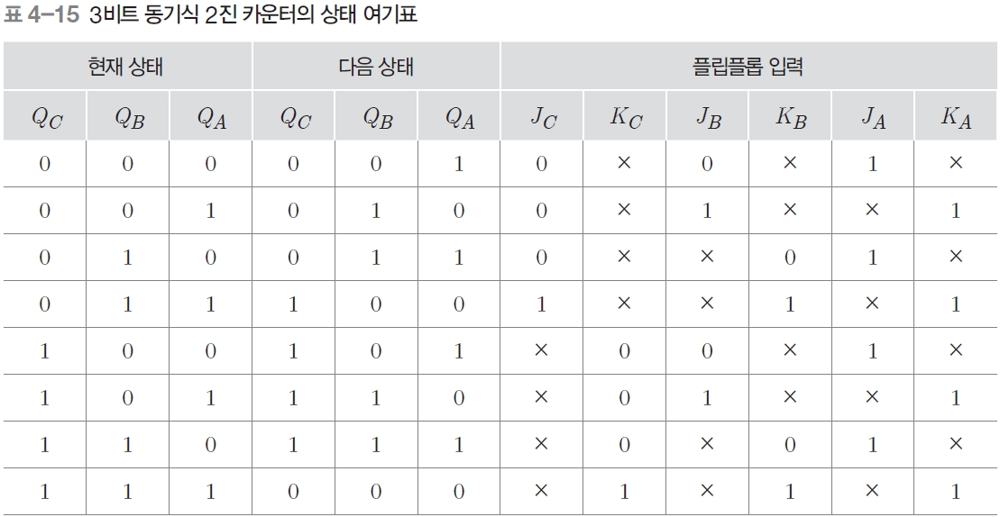 표 4-15 3비트 동기식 2진 카운터의 상태 여기표
현재 상태 다음 상태 플립플롭 입력
Q_C Q_B Q_A Q_C Q_B Q_A J_C K_C J_B K_B J_A K_A
0 0 0 0 0 1 0 × 0 × 1 ×
0 0 1 0 1 0 0 × 1 × × 1
0 1 0 0 1 1 0 × × 0 1 ×
0 1 1 1 0 0 1 × × 1 × 1
1 0 0 1 0 1 × 0 0 × 1 ×
1 0 1 1 1 0 × 0 1 × × 1
1 1 0 1 1 1 × 0 × 0 1 ×
1 1 1 0 0 0 × 1 × 1 × 1